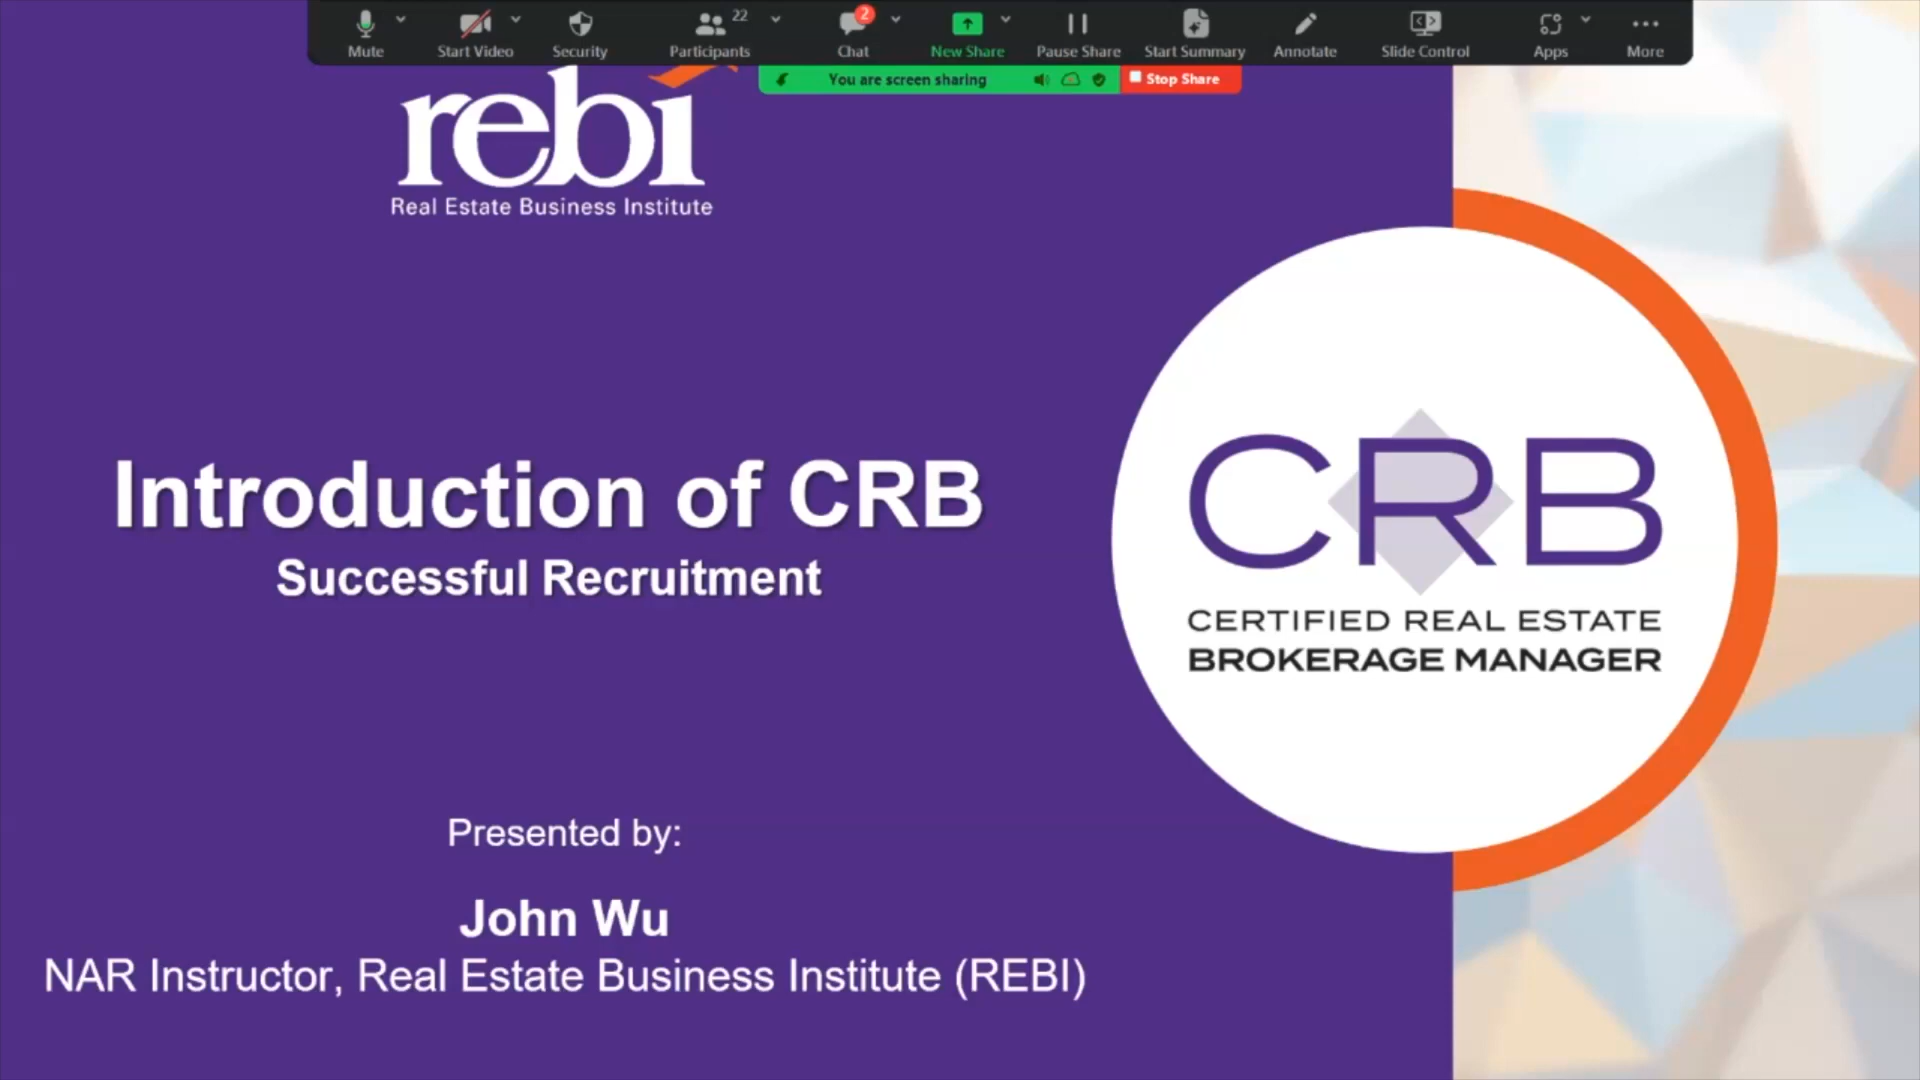 Mute
Start Video
Security
22
Participants
2
Chat
New Share
Pause Share
Start Summary
Annotate
Slide Control
Apps
More
You are screen sharing
Stop Share
rebi
Real Estate Business Institute
Introduction of CRB
Successful Recruitment
CRB
CERTIFIED REAL ESTATE
BROKERAGE MANAGER
Presented by:
John Wu
NAR Instructor, Real Estate Business Institute (REBI)